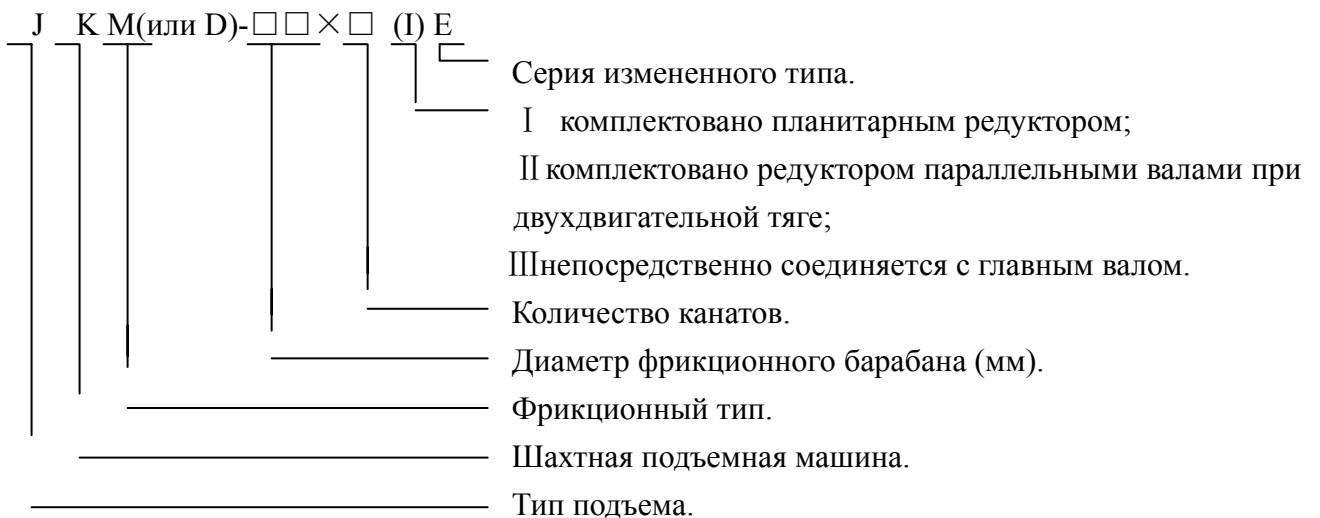 J K M(или D)-□□×□ (I) E
Серия измененного типа.
Ⅰ комплектовано планитарным редуктором;
Ⅱ комплектовано редуктором параллельными валами при
двухдвигательной тяге;
Ⅲнепосредственно соединяется с главным валом.
Количество канатов.
Диаметр фрикционного барабана (мм).
Фрикционный тип.
Шахтная подъемная машина.
Тип подъема.